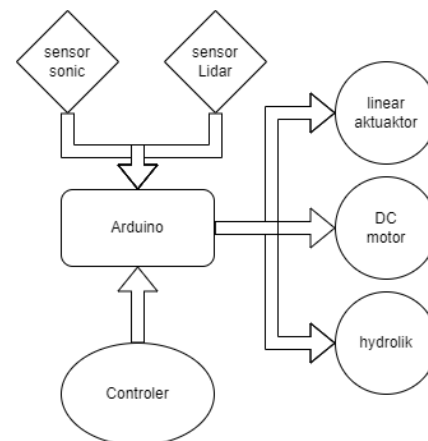 sensor
sonic
sensor
Lidar
linear
aktuaktor
Arduino
DC
motor
Controler
hydrolik